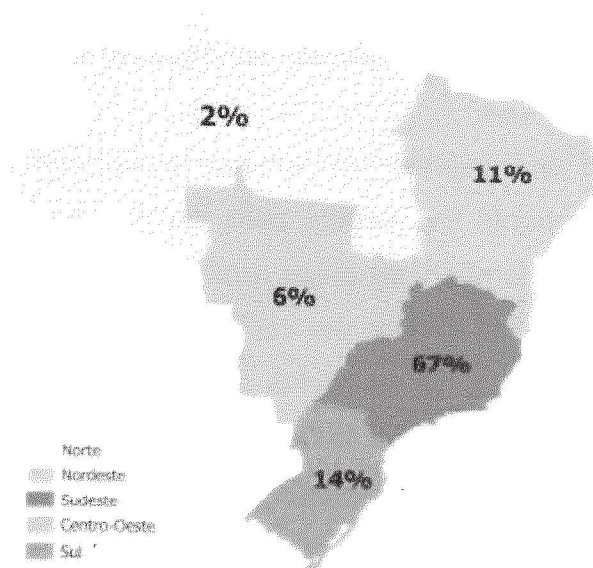 2%
11%
6%
67%
14%
Norte
Nordeste
Sudeste
Centro-Oeste
Sul